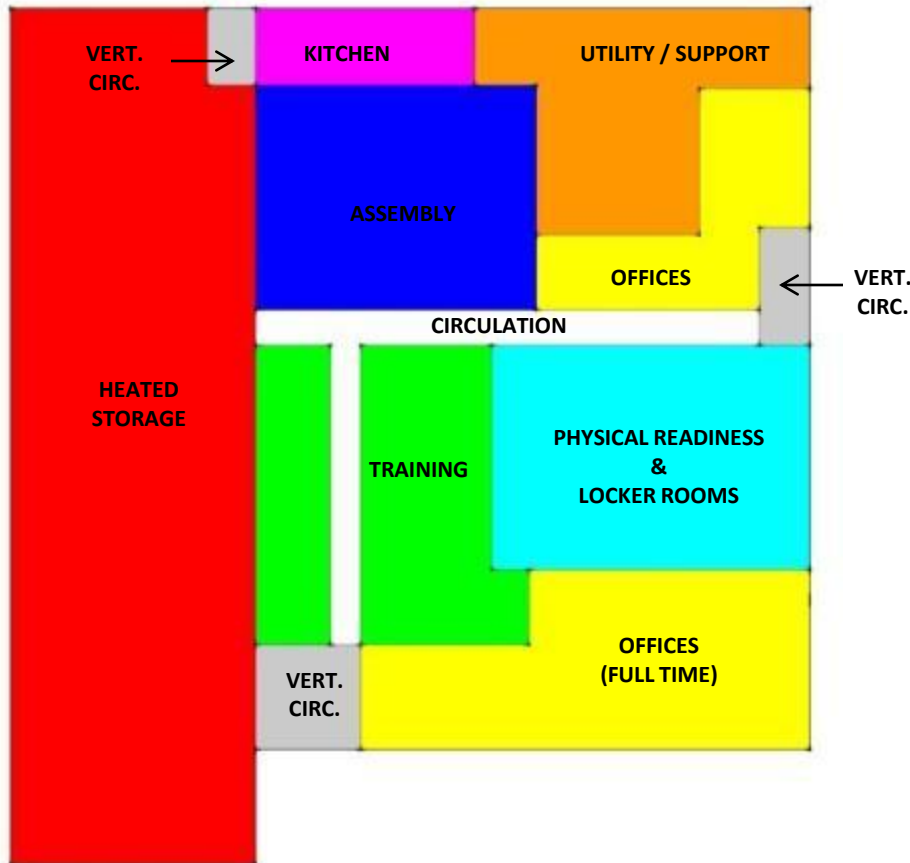 VERT.
CIRC.
KITCHEN
UTILITY / SUPPORT
ASSEMBLY
OFFICES
VERT.
CIRC.
CIRCULATION
HEATED
STORAGE
TRAINING
PHYSICAL READINESS
&
LOCKER ROOMS
OFFICES
(FULL TIME)
VERT.
CIRC.